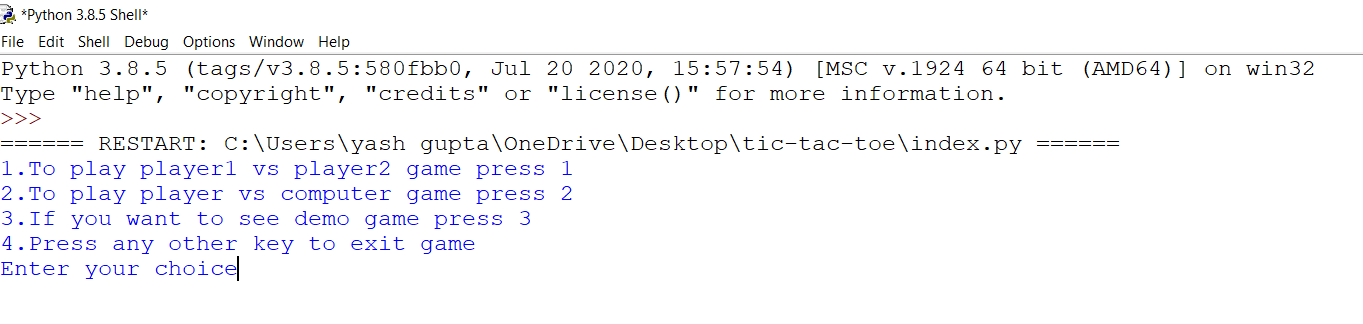 *Python 3.8.5 Shell*
File Edit Shell Debug Options Window Help
Python 3.8.5 (tags/v3.8.5:580fbb0, Jul 20 2020, 15:57:54) [MSC v.1924 64 bit (AMD64)] on win32
Type "help", "copyright", "credits" or "license()" for more information.
>>>
====== RESTART: C:\Users\yash gupta\OneDrive\Desktop\tic-tac-toe\index.py ======
1.To play player1 vs player2 game press 1
2.To play player vs computer game press 2
3.If you want to see demo game press 3
4.Press any other key to exit game
Enter your choice